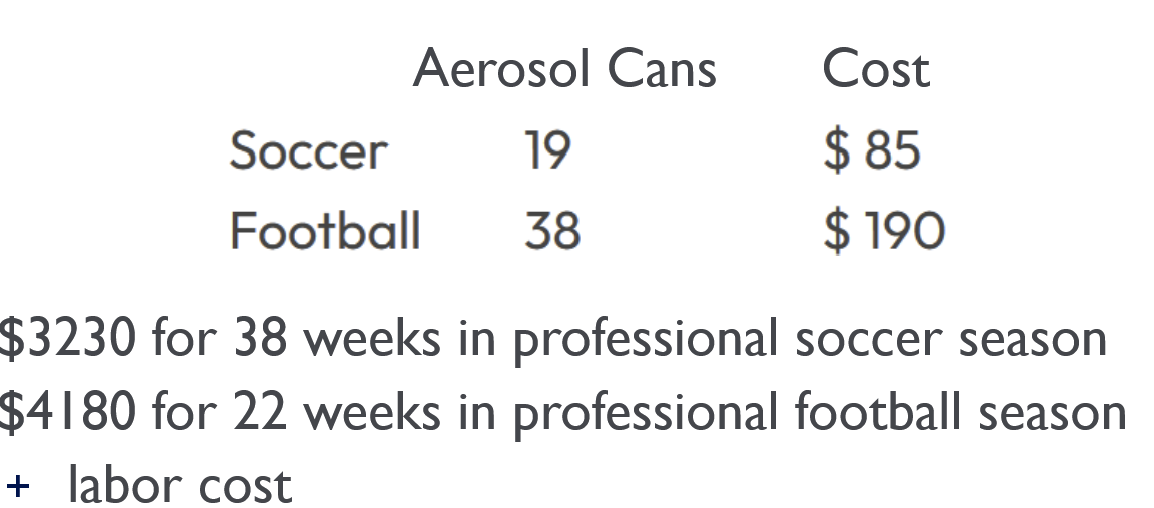 Aerosol Cans Cost
Soccer 19 $ 85
Football 38 $ 190
$3230 for 38 weeks in professional soccer season
$4180 for 22 weeks in professional football season
+ labor cost